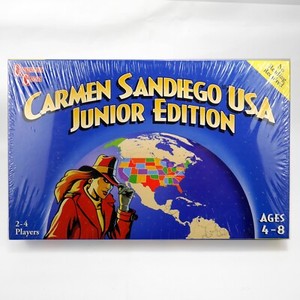 CARMEN SANDIEGO USA
JUNIOR EDITION
2-4
Players
AGES
4-8